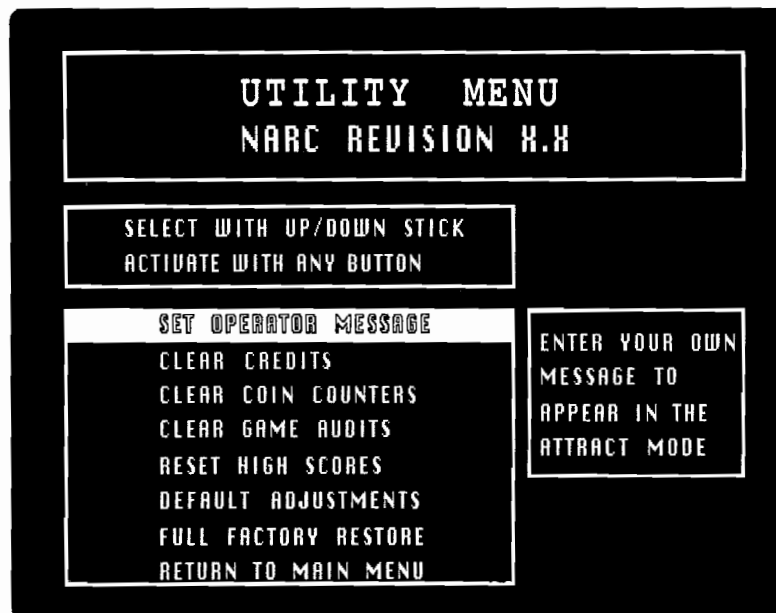 UTILITY MENU
NARC REVISION X.X
SELECT WITH UP/DOWN STICK
ACTIVATE WITH ANY BUTTON
SET OPERATOR MESSAGE
CLEAR CREDITS
CLEAR COIN COUNTERS
CLEAR GAME AUDITS
RESET HIGH SCORES
DEFAULT ADJUSTMENTS
FULL FACTORY RESTORE
RETURN TO MAIN MENU
ENTER YOUR OWN
MESSAGE TO
APPEAR IN THE
ATTRACT MODE